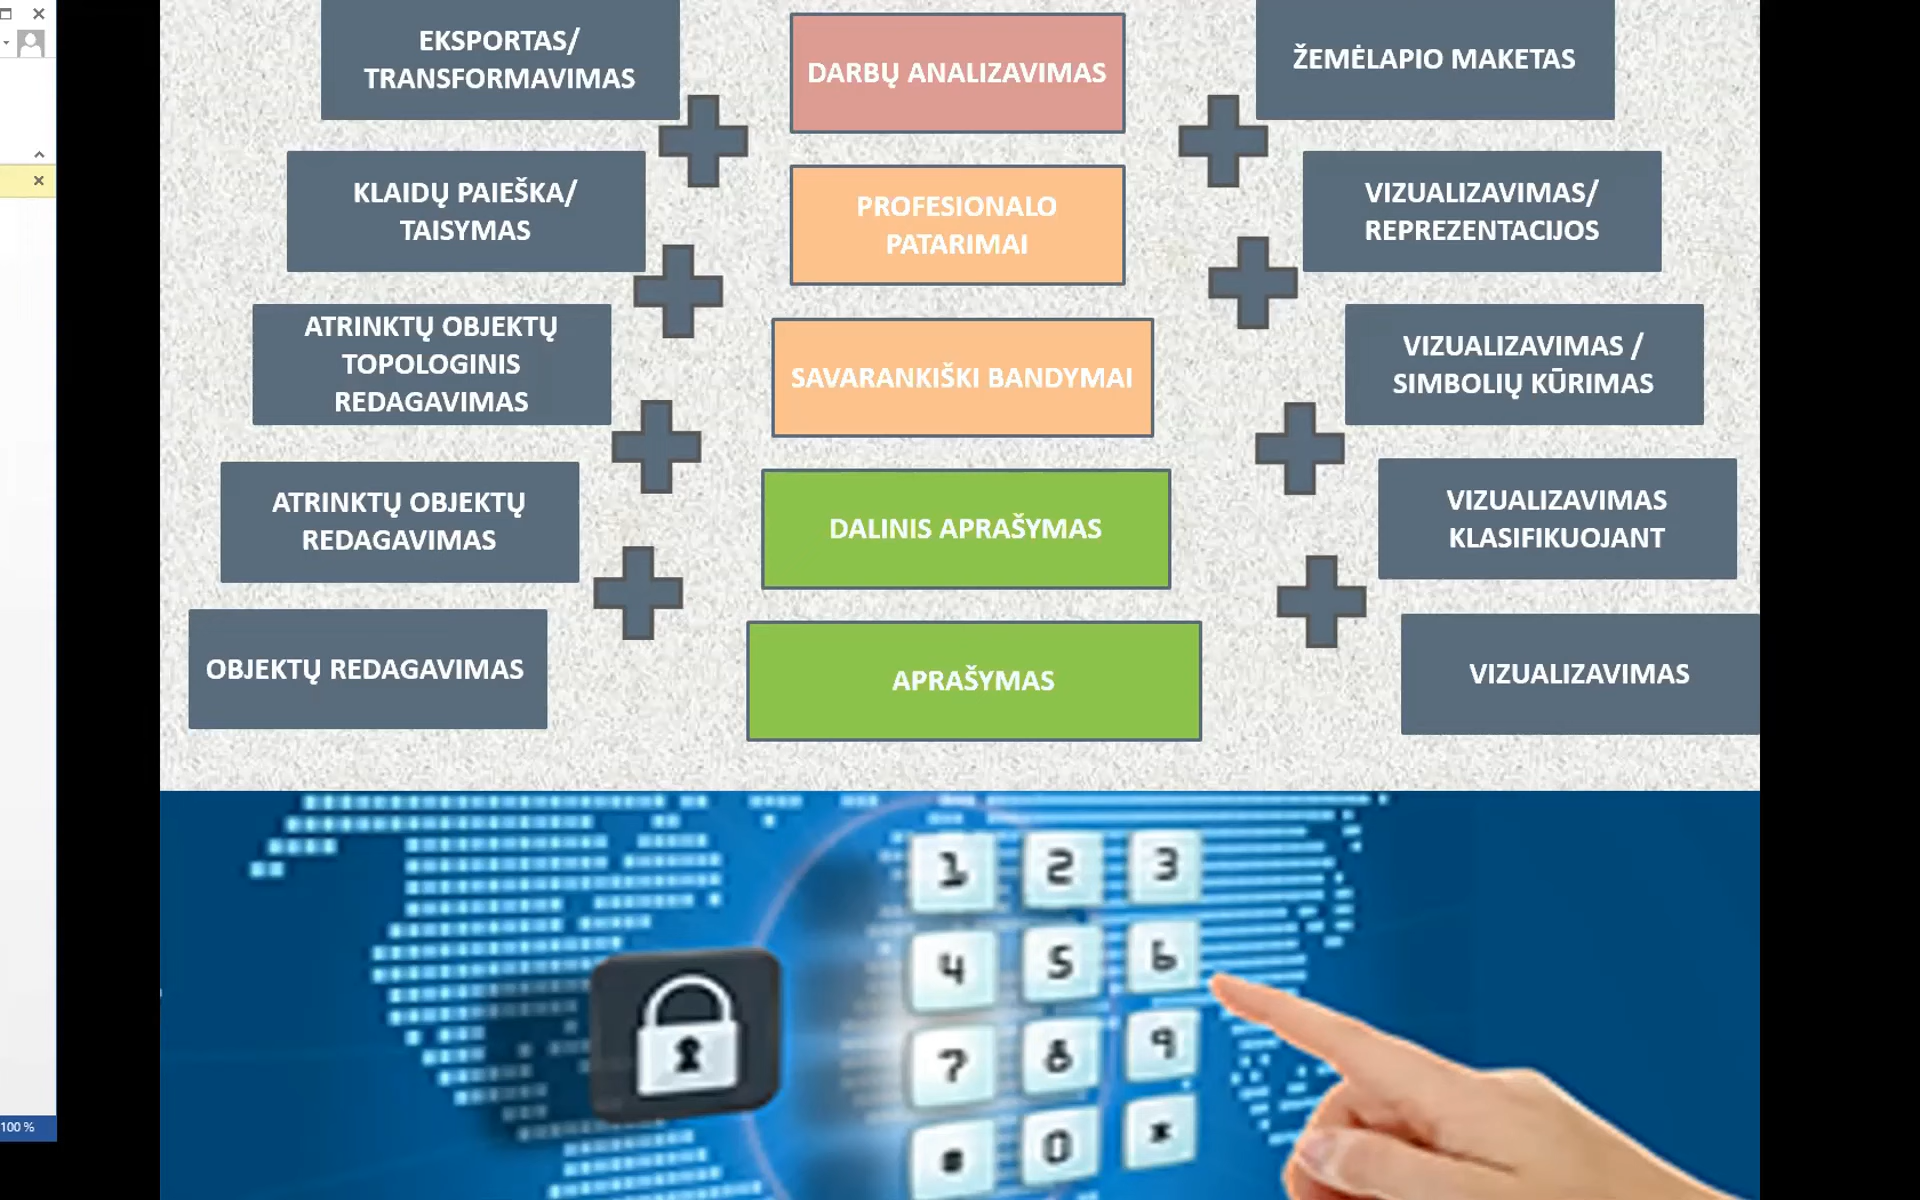 EKSPORTAS/
TRANSFORMAVIMAS
DARBŲ ANALIZAVIMAS
ŽEMĖLAPIO MAKETAS
KLAIDŲ PAIEŠKA/
TAISYMAS
PROFESIONALO
PATARIMAI
VIZUALIZAVIMAS/
REPREZENTACIJOS
ATRINKTŲ OBJEKTŲ
TOPOLOGINIS
REDAGAVIMAS
SAVARANKIŠKI BANDYMAI
VIZUALIZAVIMAS /
SIMBOLIŲ KŪRIMAS
ATRINKTŲ OBJEKTŲ
REDAGAVIMAS
DALINIS APRAŠYMAS
VIZUALIZAVIMAS
KLASIFIKUOJANT
OBJEKTŲ REDAGAVIMAS
APRAŠYMAS
VIZUALIZAVIMAS
1 2 3
4 5 6
7 8 9
0 *
100 %